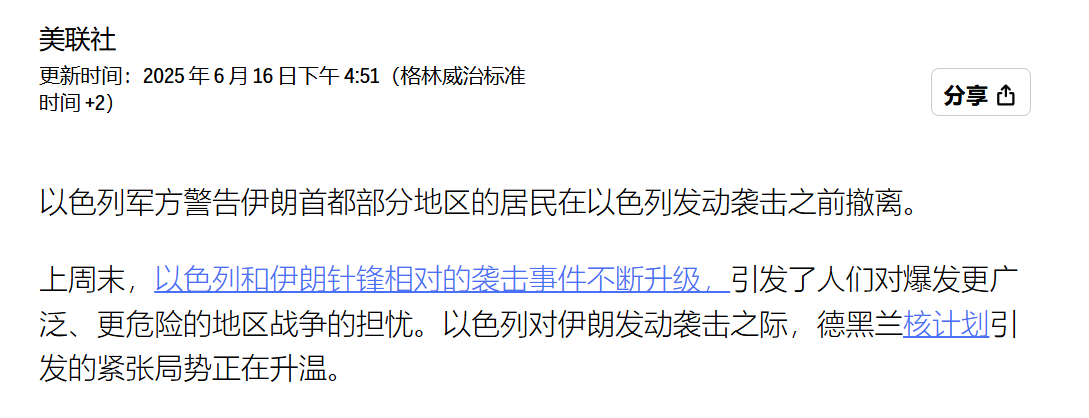 美联社
更新时间：2025 年 6 月 16 日下午 4:51（格林威治标准
时间 +2）
分享
以色列军方警告伊朗首都部分地区的居民在以色列发动袭击之前撤离。
上周末，以色列和伊朗针锋相对的袭击事件不断升级，引发了人们对爆发更广
泛、更危险的地区战争的担忧。以色列对伊朗发动袭击之际，德黑兰核计划引
发的紧张局势正在升温。